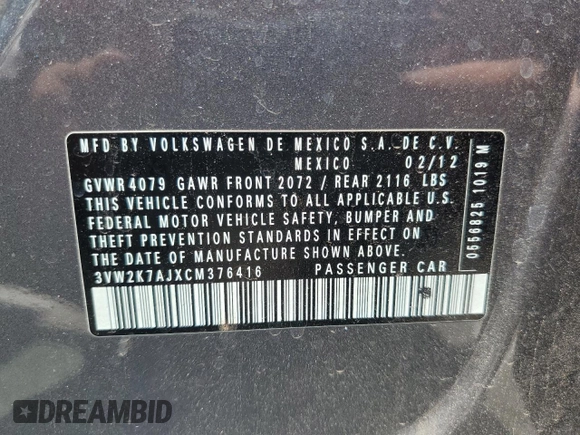 MFD BY VOLKSWAGEN DE MEXICO S.A. DE C.V.
MEXICO 02/12
GVWR 4079 GAWR FRONT 2072 / REAR 2116 LBS
THIS VEHICLE CONFORMS TO ALL APPLICABLE U.S.
FEDERAL MOTOR VEHICLE SAFETY, BUMPER AND
THEFT PREVENTION STANDARDS IN EFFECT ON
THE DATE OF MANUFACTURE SHOWN ABOVE.
3VW2K7AJXCM376416 PASSENGER CAR
0556825 1019 M
DREAMBID